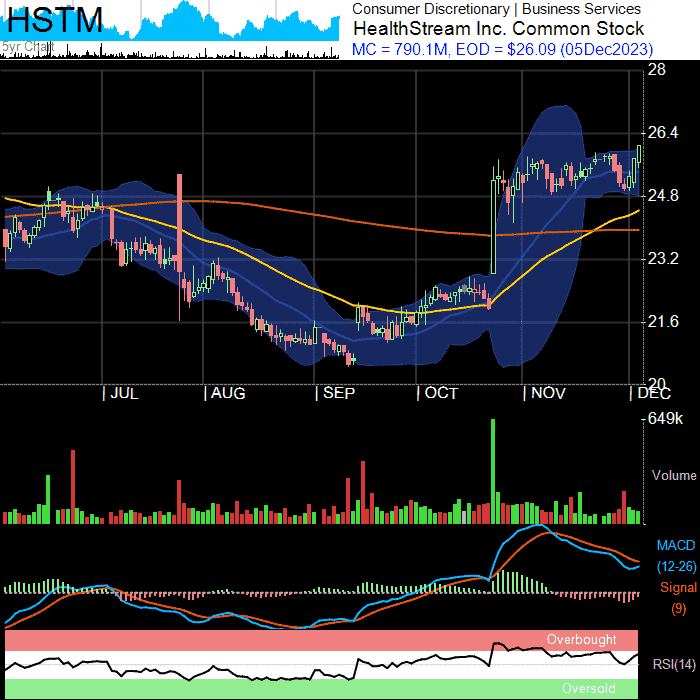 HSTM
5yr Chart
Consumer Discretionary | Business Services
HealthStream Inc. Common Stock
MC = 790.1M, EOD = $26.09 (05Dec2023)
28
26.4
24.8
23.2
21.6
20
JUL
AUG
SEP
OCT
NOV
DEC
649k
Volume
MACD
(12-26)
Signal
(9)
Overbought
RSI(14)
Oversold